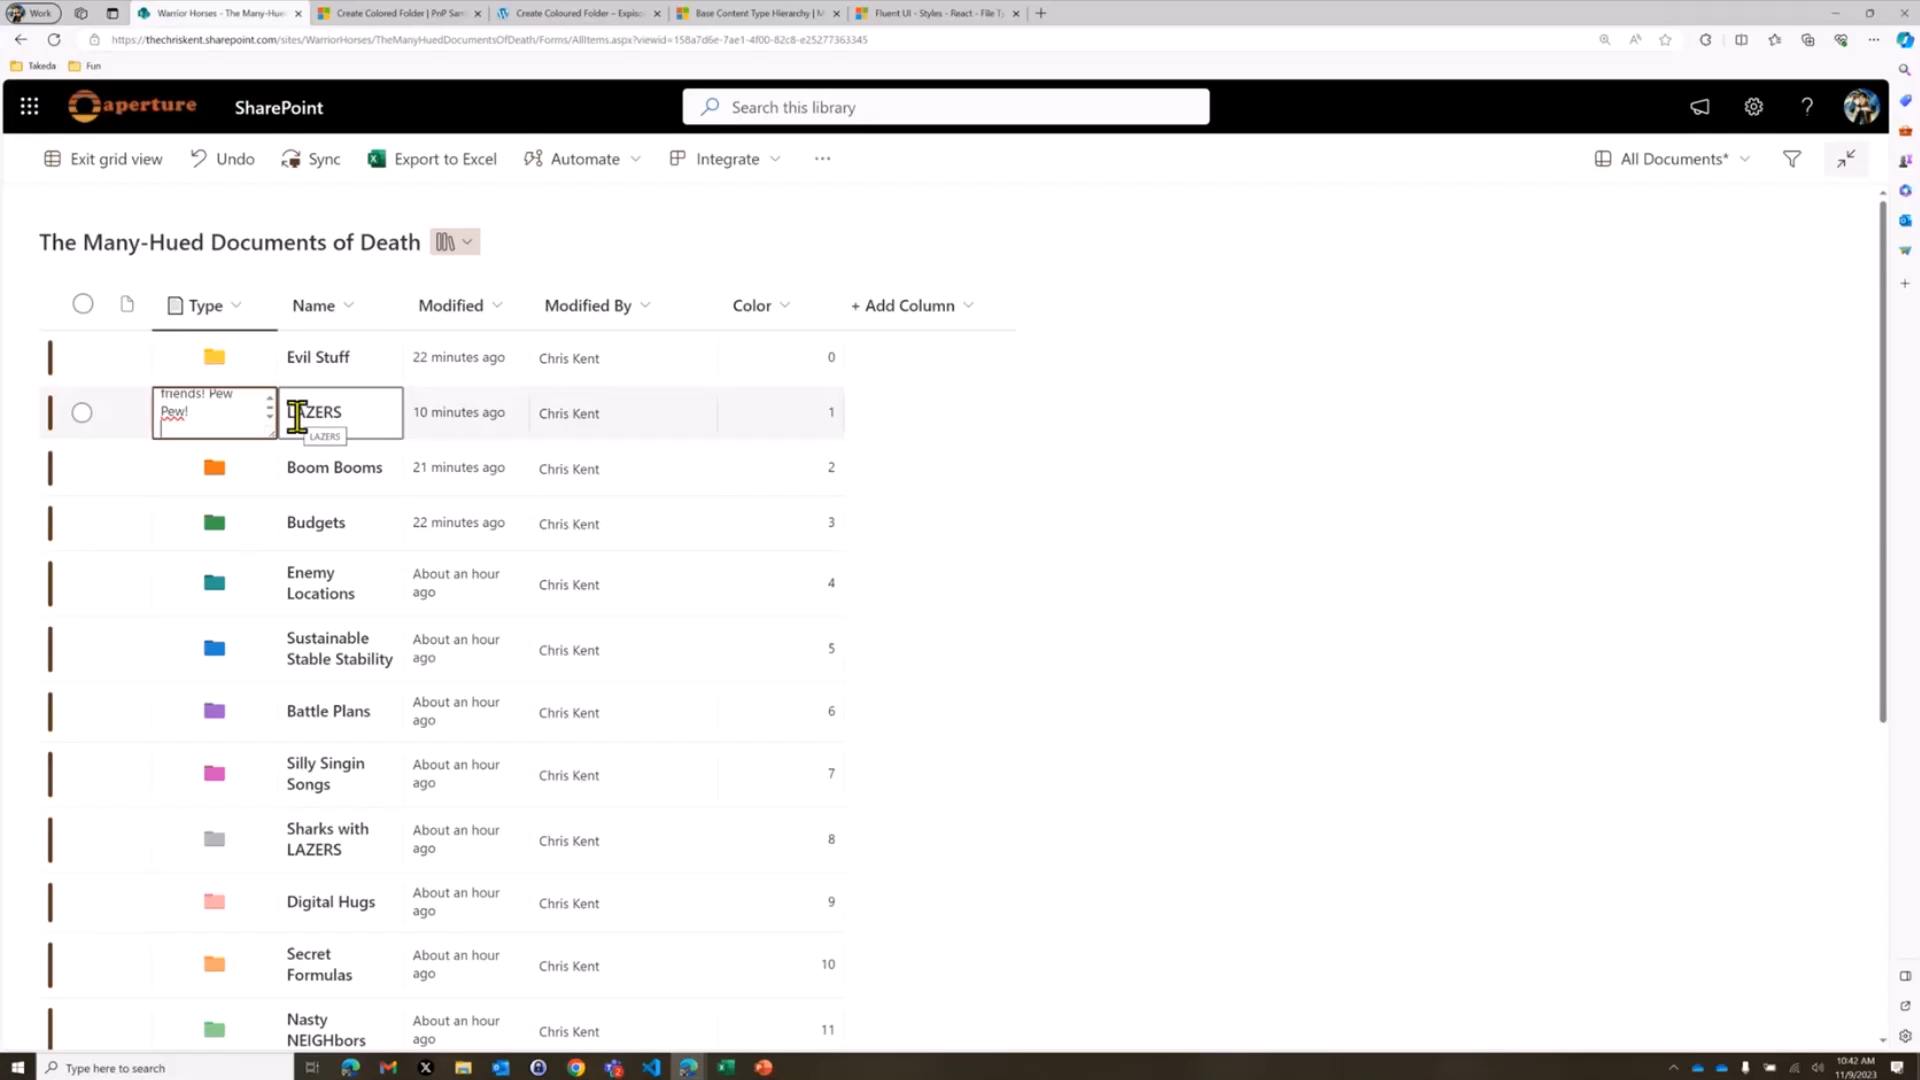 Work
Warrior Horses - The Many-Hue
Create Colored Folder | PnP Sam
Create Coloured Folder – Expisc
Base Content Type Hierarchy | M
Fluent UI - Styles - React - File Ty
https://thechriskent.sharepoint.com/sites/WarriorHorses/TheManyHuedDocumentsOfDeath/Forms/AllItems.aspx?viewid=158a7d6e-7ae1-4f00-82c8-e25277363345
Takeda Fun
aperture SharePoint Search this library ?
Exit grid view Undo Sync Export to Excel Automate Integrate ... All Documents*
The Many-Hued Documents of Death
Type Name Modified Modified By Color + Add Column
Evil Stuff 22 minutes ago Chris Kent 0
friends! Pew
Pew!
LAZERS 10 minutes ago Chris Kent 1
LAZERS
Boom Booms 21 minutes ago Chris Kent 2
Budgets 22 minutes ago Chris Kent 3
Enemy Locations About an hour ago Chris Kent 4
Sustainable Stable Stability About an hour ago Chris Kent 5
Battle Plans About an hour ago Chris Kent 6
Silly Singin Songs About an hour ago Chris Kent 7
Sharks with LAZERS About an hour ago Chris Kent 8
Digital Hugs About an hour ago Chris Kent 9
Secret Formulas About an hour ago Chris Kent 10
Nasty NEIGHbors About an hour ago Chris Kent 11
Type here to search
10:42 AM
11/9/2023